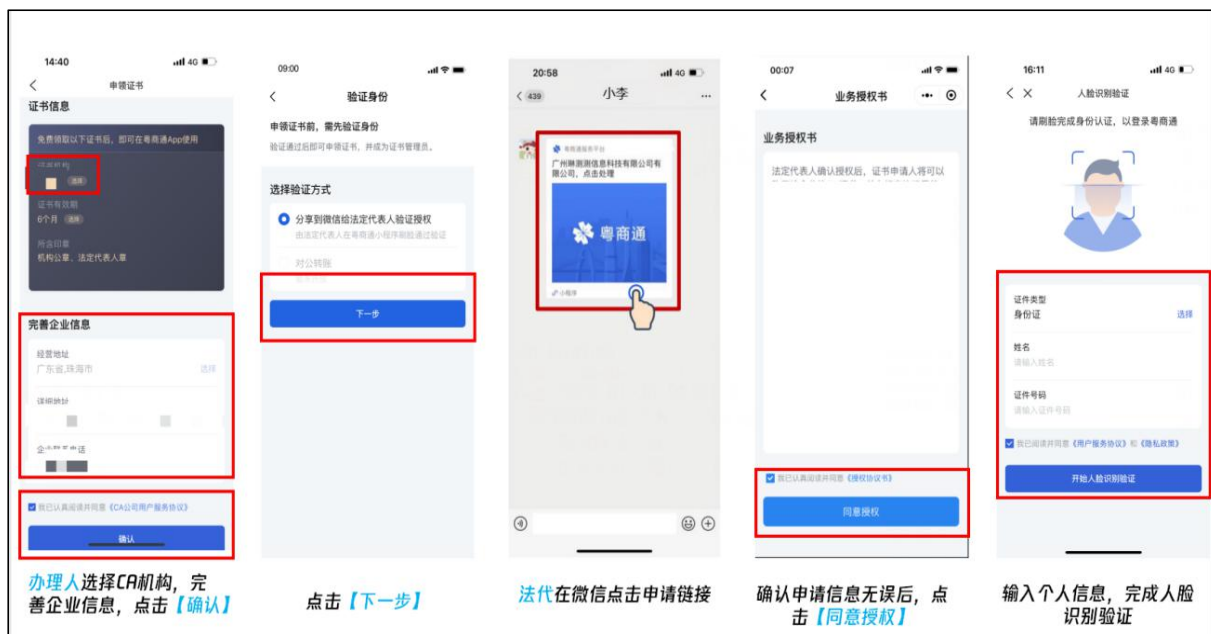 14:40
4G
申领证书
证书信息
免费领取以下证书后，即可在粤商通App使用
选择
证书有效期
6个月 选择
所含印章
机构公章、法定代表人章
完善企业信息
经营地址
广东省,珠海市 选择
详细地址
企业联系电话
我已认真阅读并同意《CA公司用户服务协议》
确认
办理人选择CA机构，完
善企业信息，点击【确认】
09:00
验证身份
申领证书前，需先验证身份
验证通过后即可申领证书，并成为证书管理员。
选择验证方式
分享到微信给法定代表人验证授权
由法定代表人在粤商通小程序刷脸通过验证
对公转账
下一步
点击【下一步】
20:58
4G
439
小李
粤商通服务平台
广州琳测测信息科技有限公司有
限公司，点击处理
粤商通
小程序
法代在微信点击申请链接
00:07
业务授权书
业务授权书
法定代表人确认授权后，证书申请人将可以
我已认真阅读并同意《授权协议书》
同意授权
确认申请信息无误后，点
击【同意授权】
16:11
4G
人脸识别验证
请刷脸完成身份认证，以登录粤商通
证件类型
身份证 选择
姓名
请输入姓名
证件号码
请输入证件号码
我已阅读并同意《用户服务协议》和《隐私政策》
开始人脸识别验证
输入个人信息，完成人脸
识别验证